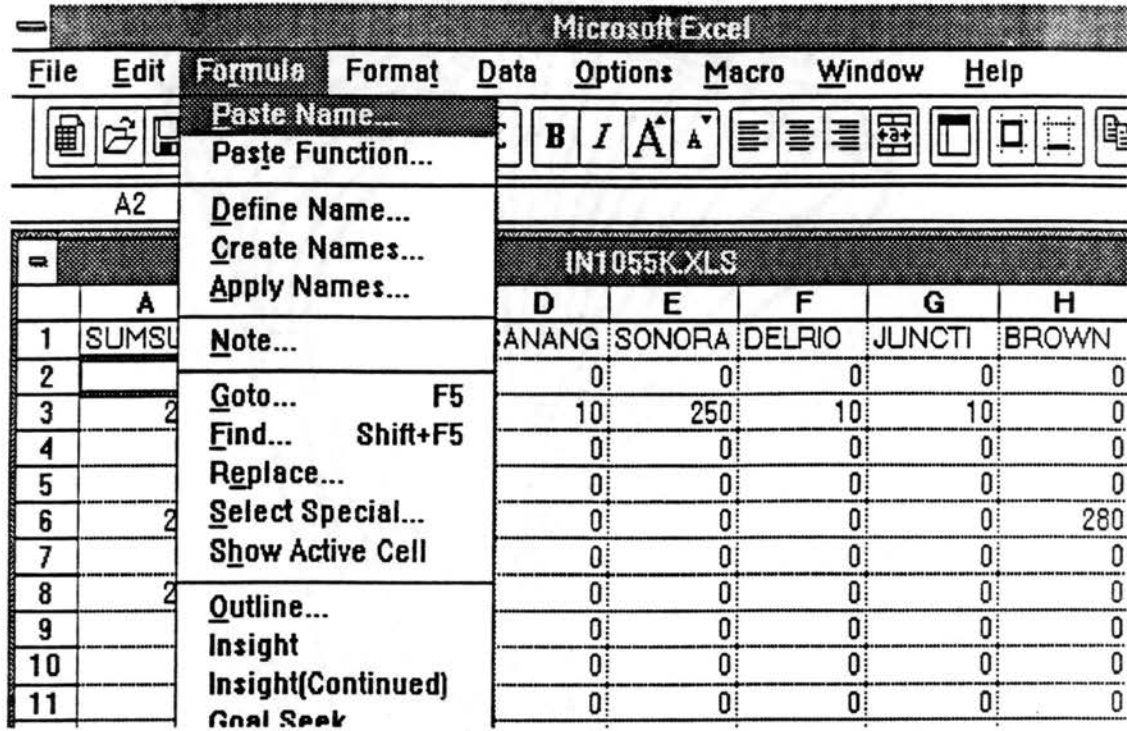 Microsoft Excel
File Edit Formula Format Data Options Macro Window Help
B I A A a
Paste Name...
Paste Function...
A2
Define Name...
Create Names...
Apply Names...
Note...
Goto... F5
Find... Shift+F5
Replace...
Select Special...
Show Active Cell
Outline...
Insight
Insight(Continued)
Goal Seek
IN1055K.XLS
A D E F G H
1 SUMSU ANANG SONORA DELRIO JUNCTI BROWN
2 0 0 0 0 0
3 2 10 250 10 10 0
4 0 0 0 0 0
5 0 0 0 0 0
6 2 0 0 0 0 280
7 0 0 0 0 0
8 2 0 0 0 0 0
9 0 0 0 0 0
10 0 0 0 0 0
11 0 0 0 0 0